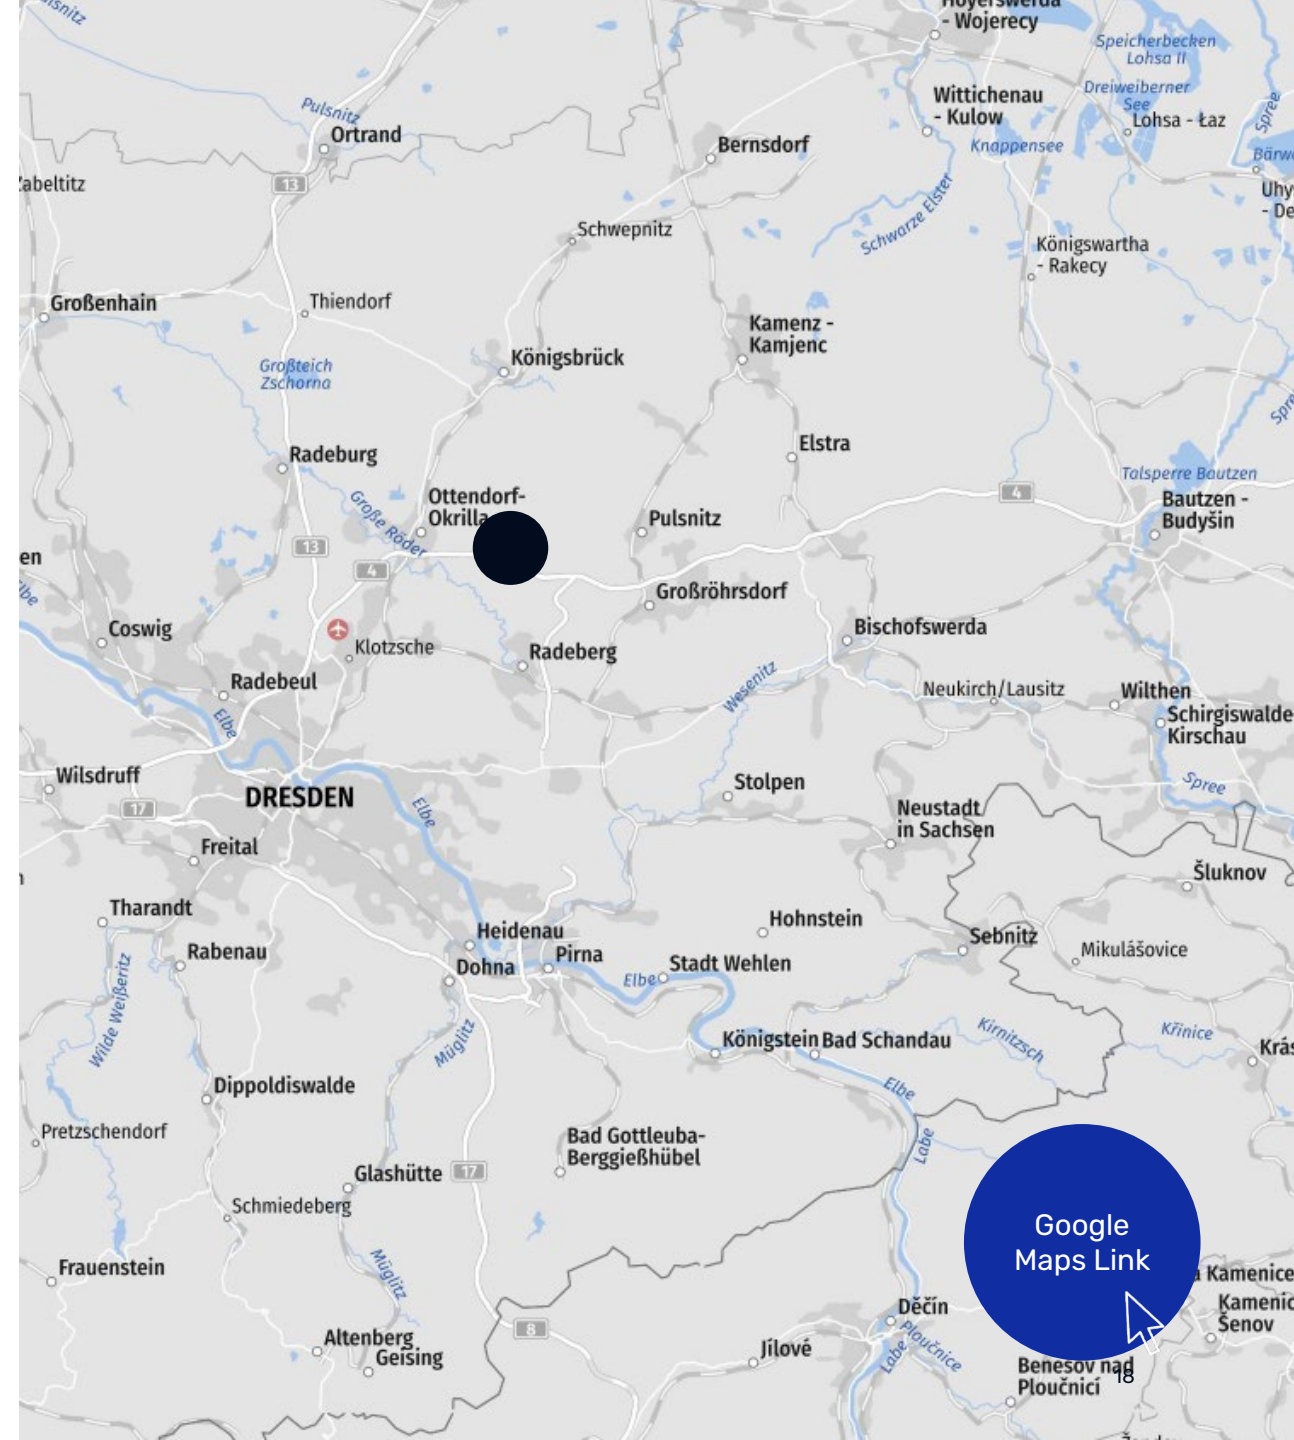 Hoyerswerda
- Wojerecy
Speicherbecken
Lohsa II
Pulsnitz
Dreiweiberner
See
Wittichenau
- Kulow
Lohsa - Łaz
Spree
Ortrand
Bernsdorf
Knappensee
13
Schwarze Elster
Schwepnitz
Königswartha
- Rakecy
Großenhain
Thiendorf
Kamenz -
Kamjenc
Königsbrück
Großteich
Zschorna
Elstra
Radeburg
Talsperre Bautzen
4
Ottendorf-
Okrilla
Große Röder
Pulsnitz
Bautzen -
Budyšin
13
4
Großröhrsdorf
Coswig
Klotzsche
Radeberg
Bischofswerda
Wesenitz
Radebeul
Neukirch/Lausitz
Wilthen
Schirgiswalde-
Kirschau
Elbe
Wilsdruff
DRESDEN
17
Elbe
Stolpen
Spree
Neustadt
in Sachsen
Freital
Šluknov
Tharandt
Hohnstein
Heidenau
Sebnitz
Rabenau
Pirna
Dohna
Elbe
Stadt Wehlen
Mikulášovice
Wilde Weißeritz
Müglitz
Königstein
Bad Schandau
Kirnitzsch
Křinice
Dippoldiswalde
Elbe
Pretzschendorf
Bad Gottleuba-
Berggießhübel
Labe
Glashütte
17
Schmiedeberg
Google
Maps Link
Frauenstein
Müglitz
Kamenice
Šenov
Děčín
8
Altenberg
Geising
Jílové
Ploučnice
Labe
Benešov nad
Ploučnicí
18